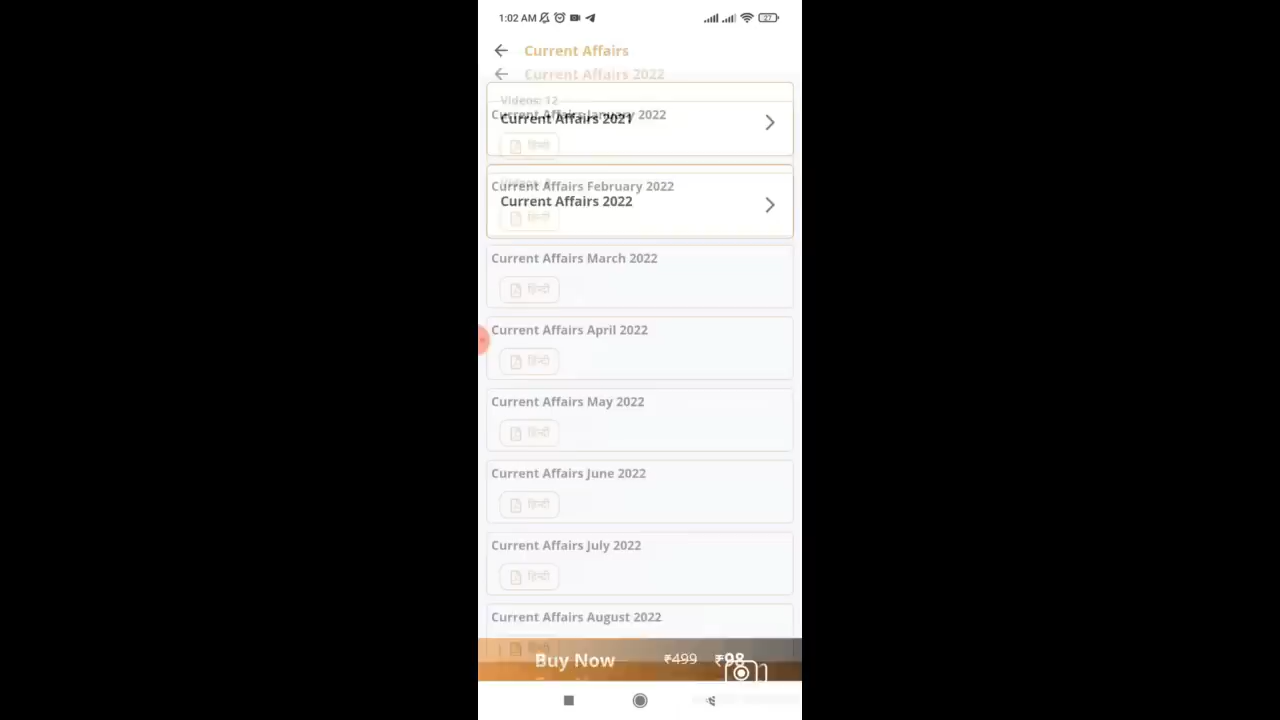 1:02 AM
27
Current Affairs
Current Affairs 2022
Videos: 12
Current Affairs January 2022
Current Affairs 2021
हिन्दी
Current Affairs February 2022
Current Affairs 2022
हिन्दी
Current Affairs March 2022
हिन्दी
Current Affairs April 2022
हिन्दी
Current Affairs May 2022
हिन्दी
Current Affairs June 2022
हिन्दी
Current Affairs July 2022
हिन्दी
Current Affairs August 2022
Buy Now ₹499 ₹98